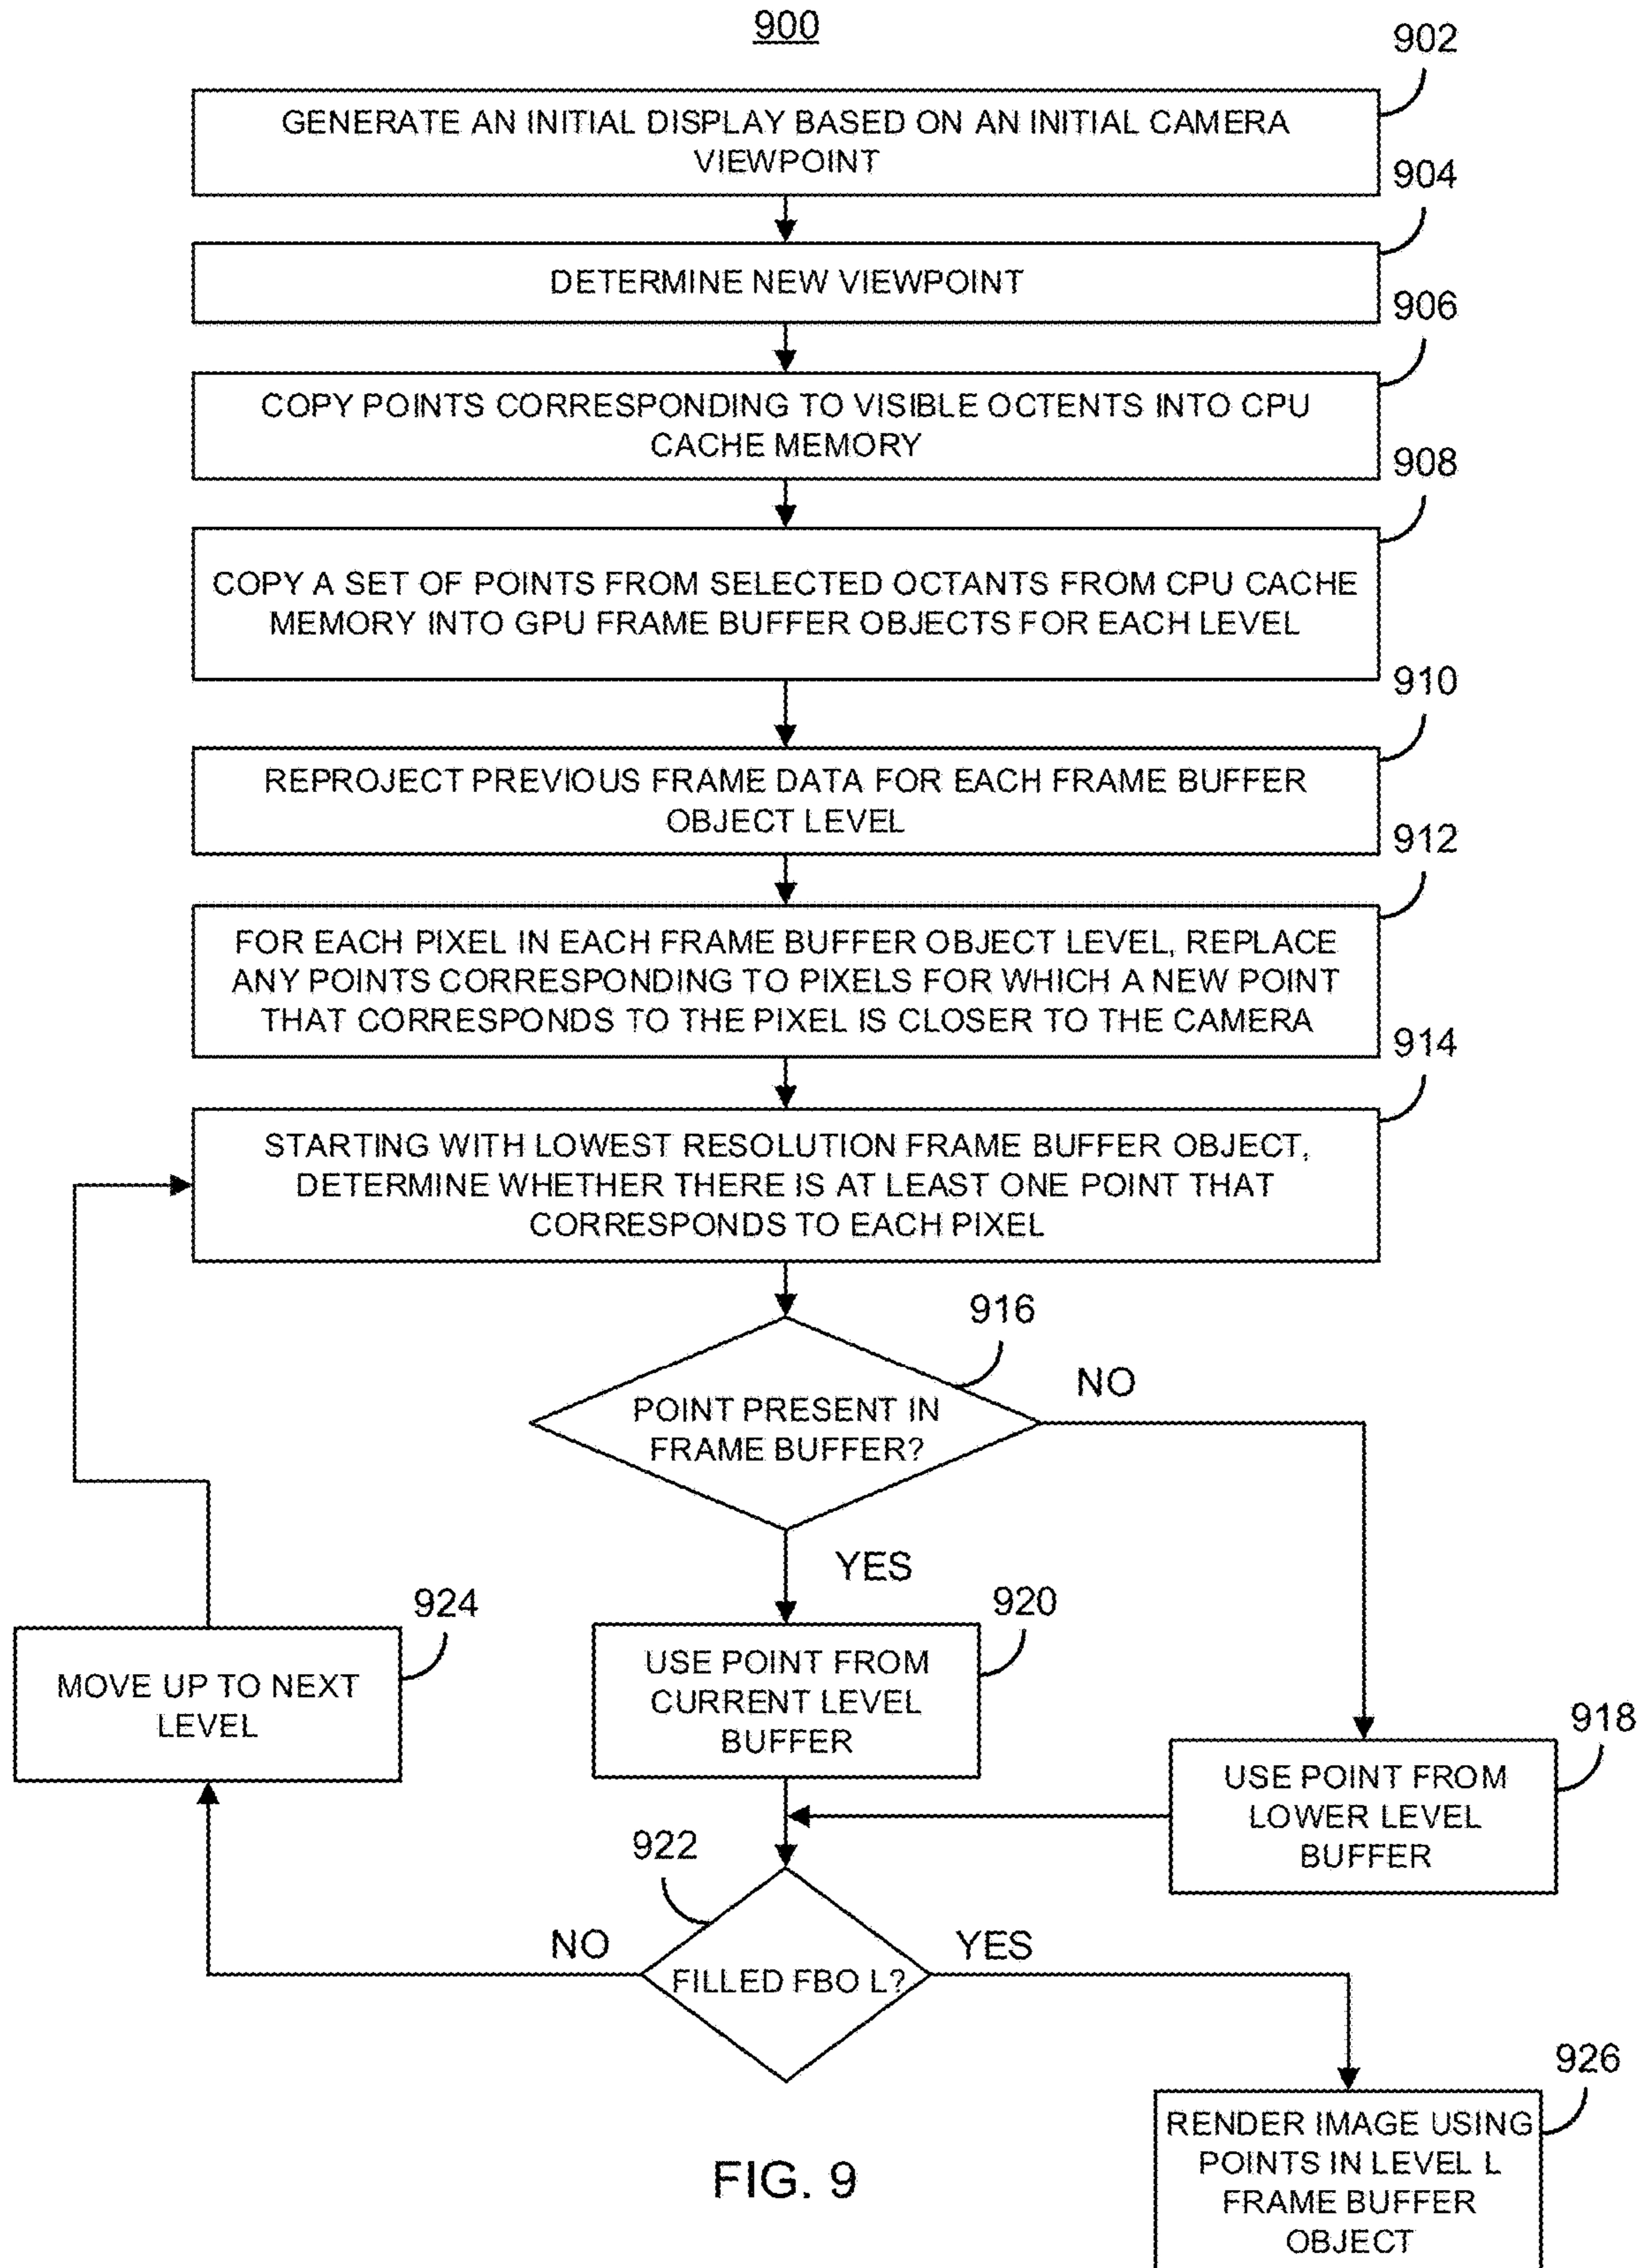 900
902
GENERATE AN INITIAL DISPLAY BASED ON AN INITIAL CAMERA
VIEWPOINT
904
DETERMINE NEW VIEWPOINT
906
COPY POINTS CORRESPONDING TO VISIBLE OCTENTS INTO CPU
CACHE MEMORY
908
COPY A SET OF POINTS FROM SELECTED OCTANTS FROM CPU CACHE
MEMORY INTO GPU FRAME BUFFER OBJECTS FOR EACH LEVEL
910
REPROJECT PREVIOUS FRAME DATA FOR EACH FRAME BUFFER
OBJECT LEVEL
912
FOR EACH PIXEL IN EACH FRAME BUFFER OBJECT LEVEL, REPLACE
ANY POINTS CORRESPONDING TO PIXELS FOR WHICH A NEW POINT
THAT CORRESPONDS TO THE PIXEL IS CLOSER TO THE CAMERA
914
STARTING WITH LOWEST RESOLUTION FRAME BUFFER OBJECT,
DETERMINE WHETHER THERE IS AT LEAST ONE POINT THAT
CORRESPONDS TO EACH PIXEL
916
POINT PRESENT IN
FRAME BUFFER?
NO
YES
920
USE POINT FROM
CURRENT LEVEL
BUFFER
924
MOVE UP TO NEXT
LEVEL
918
USE POINT FROM
LOWER LEVEL
BUFFER
922
FILLED FBO L?
NO
YES
926
RENDER IMAGE USING
POINTS IN LEVEL L
FRAME BUFFER
OBJECT
FIG. 9